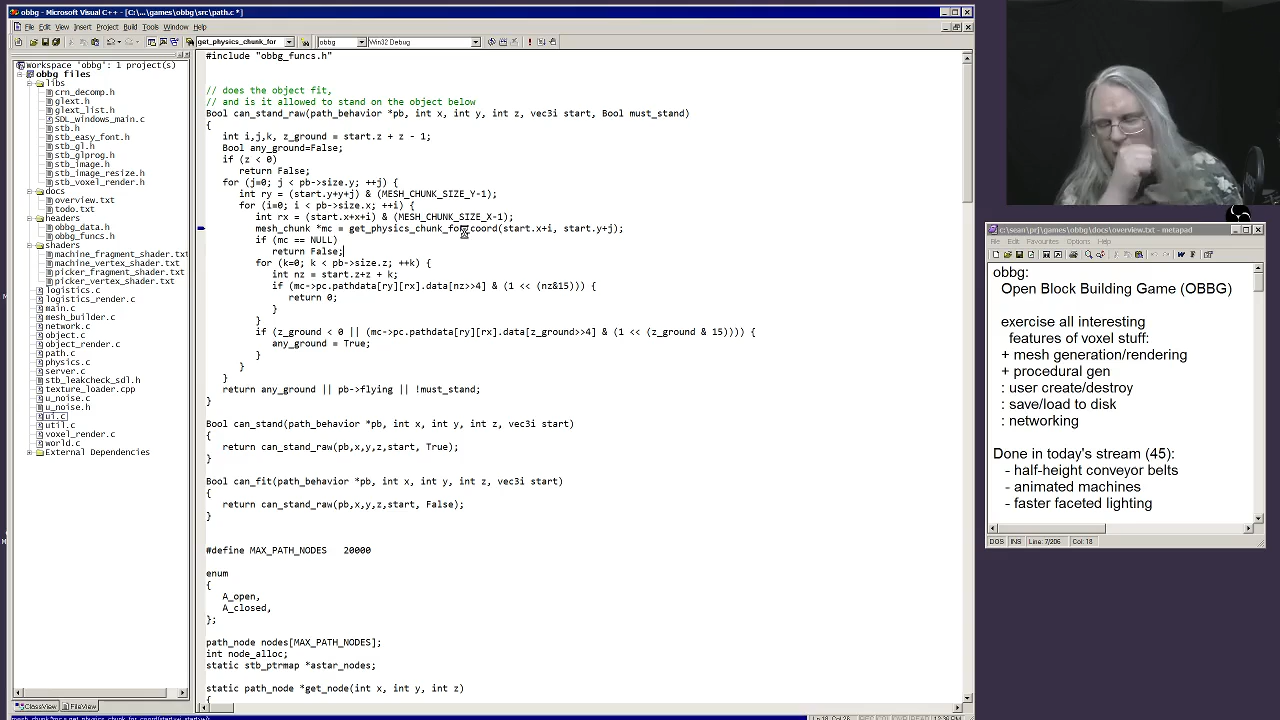 obbg - Microsoft Visual C++ - [C:\...\games\obbg\src\path.c *]
File Edit View Insert Project Build Tools Window Help
get_physics_chunk_for
obbg
Win32 Debug
Workspace 'obbg': 1 project(s)
obbg files
libs
crn_decomp.h
glext.h
glext_list.h
SDL_windows_main.c
stb.h
stb_easy_font.h
stb_gl.h
stb_glprog.h
stb_image.h
stb_image_resize.h
stb_voxel_render.h
docs
overview.txt
todo.txt
headers
obbg_data.h
obbg_funcs.h
shaders
machine_fragment_shader.txt
machine_vertex_shader.txt
picker_fragment_shader.txt
picker_vertex_shader.txt
logistics.c
logistics_render.c
main.c
mesh_builder.c
network.c
object.c
object_render.c
path.c
physics.c
server.c
stb_leakcheck_sdl.h
texture_loader.cpp
u_noise.c
u_noise.h
ui.c
util.c
voxel_render.c
world.c
External Dependencies
ClassView
FileView
#include "obbg_funcs.h"
// does the object fit,
// and is it allowed to stand on the object below
Bool can_stand_raw(path_behavior *pb, int x, int y, int z, vec3i start, Bool must_stand)
{
int i,j,k, z_ground = start.z + z - 1;
Bool any_ground=False;
if (z < 0)
return False;
for (j=0; j < pb->size.y; ++j) {
int ry = (start.y+y+j) & (MESH_CHUNK_SIZE_Y-1);
for (i=0; i < pb->size.x; ++i) {
int rx = (start.x+x+i) & (MESH_CHUNK_SIZE_X-1);
mesh_chunk *mc = get_physics_chunk_for_coord(start.x+i, start.y+j);
if (mc == NULL)
return False;
for (k=0; k < pb->size.z; ++k) {
int nz = start.z+z + k;
if (mc->pc.pathdata[ry][rx].data[nz>>4] & (1 << (nz&15))) {
return 0;
}
}
if (z_ground < 0 || (mc->pc.pathdata[ry][rx].data[z_ground>>4] & (1 << (z_ground & 15)))) {
any_ground = True;
}
}
}
return any_ground || pb->flying || !must_stand;
}
Bool can_stand(path_behavior *pb, int x, int y, int z, vec3i start)
{
return can_stand_raw(pb,x,y,z,start, True);
}
Bool can_fit(path_behavior *pb, int x, int y, int z, vec3i start)
{
return can_stand_raw(pb,x,y,z,start, False);
}
#define MAX_PATH_NODES 20000
enum
{
A_open,
A_closed,
};
path_node nodes[MAX_PATH_NODES];
int node_alloc;
static stb_ptrmap *astar_nodes;
static path_node *get_node(int x, int y, int z)
{
c:\sean\prj\games\obbg\docs\overview.txt - metapad
File Edit Favourites Options Help
obbg:
Open Block Building Game (OBBG)
exercise all interesting
features of voxel stuff:
+ mesh generation/rendering
+ procedural gen
: user create/destroy
: save/load to disk
: networking
Done in today's stream (45):
- half-height conveyor belts
- animated machines
- faster faceted lighting
DOS INS Line: 7/206 Col: 18